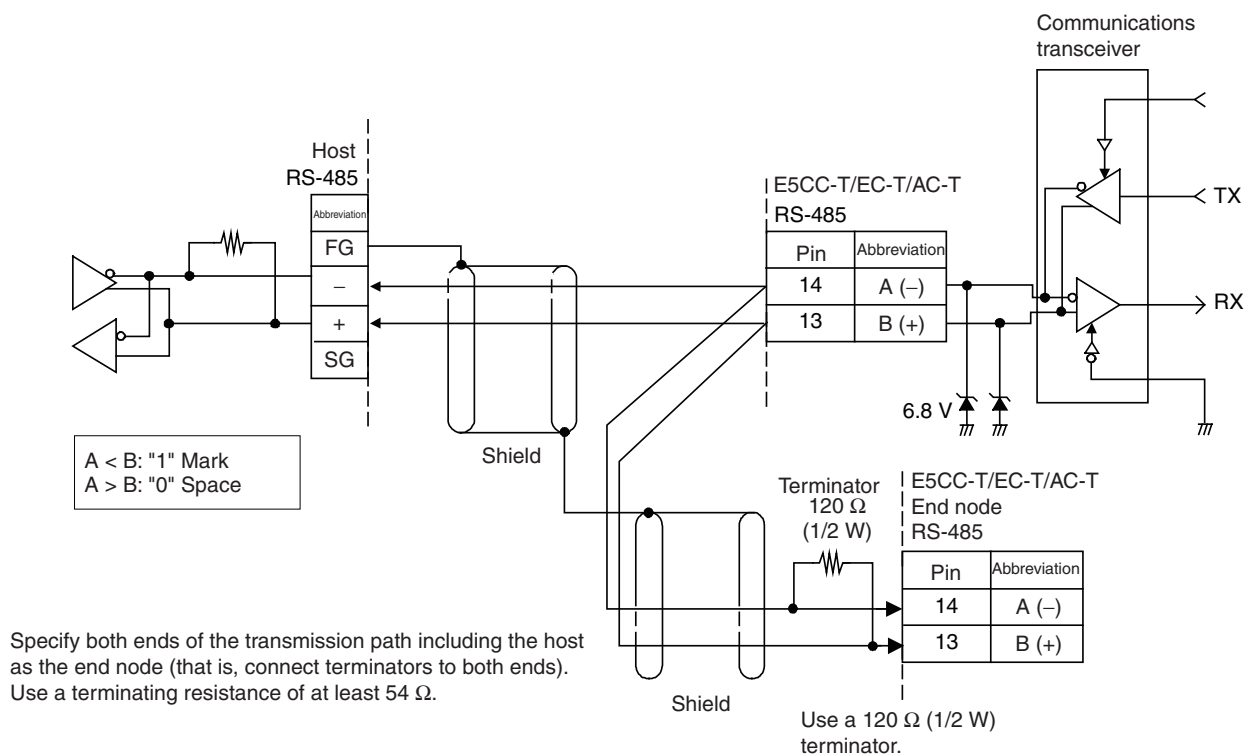 Communications
transceiver
Host
RS-485
Abbreviation
FG
–
+
SG
E5CC-T/EC-T/AC-T
RS-485
Pin Abbreviation
14 A (–)
13 B (+)
TX
RX
6.8 V
Shield
A < B: "1" Mark
A > B: "0" Space
Terminator
120 Ω
(1/2 W)
E5CC-T/EC-T/AC-T
End node
RS-485
Pin Abbreviation
14 A (–)
13 B (+)
Specify both ends of the transmission path including the host
as the end node (that is, connect terminators to both ends).
Use a terminating resistance of at least 54 Ω.
Shield
Use a 120 Ω (1/2 W)
terminator.